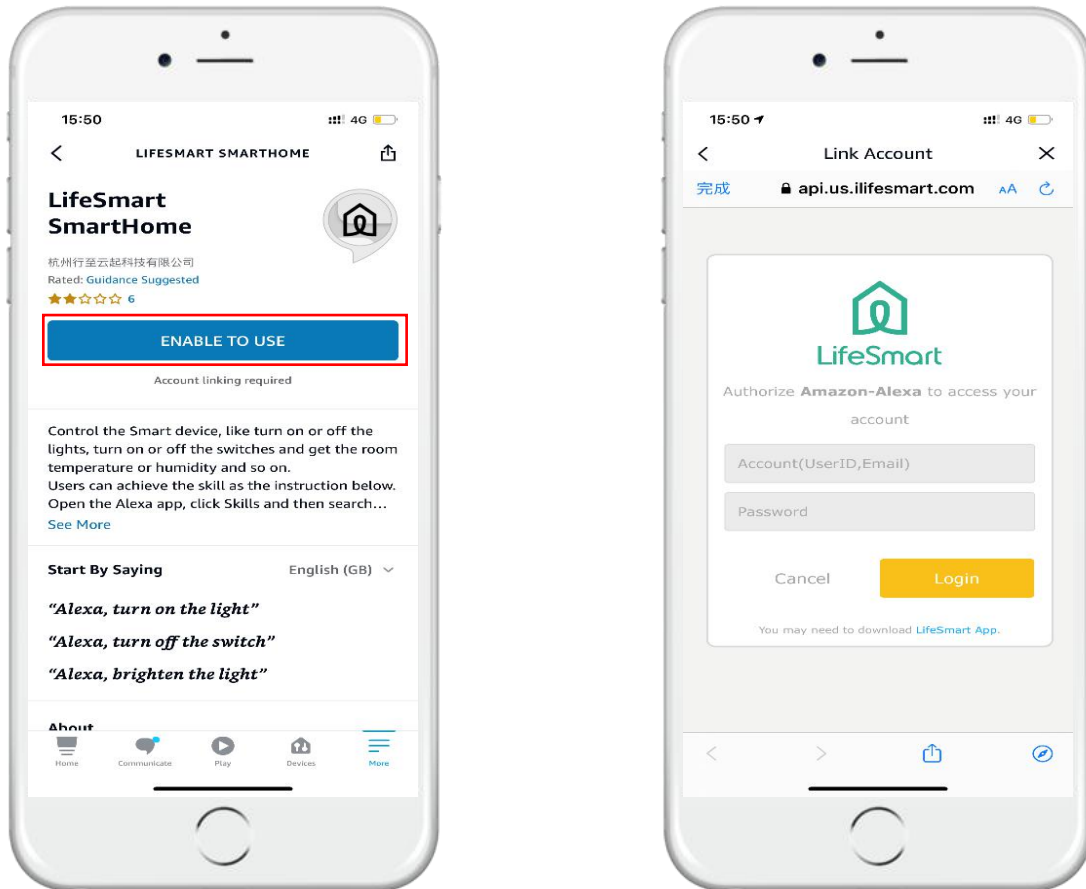 15:50
4G
LIFESMART SMARTHOME
LifeSmart
SmartHome
杭州行至云起科技有限公司
Rated: Guidance Suggested
6
ENABLE TO USE
Account linking required
Control the Smart device, like turn on or off the
lights, turn on or off the switches and get the room
temperature or humidity and so on.
Users can achieve the skill as the instruction below.
Open the Alexa app, click Skills and then search...
See More
Start By Saying
English (GB)
“Alexa, turn on the light”
“Alexa, turn off the switch”
“Alexa, brighten the light”
About
Home
Communicate
Play
Devices
More
15:50
4G
Link Account
完成
api.us.ilifesmart.com
AA
LifeSmart
Authorize Amazon-Alexa to access your
account
Account(UserID,Email)
Password
Cancel
Login
You may need to download LifeSmart App.